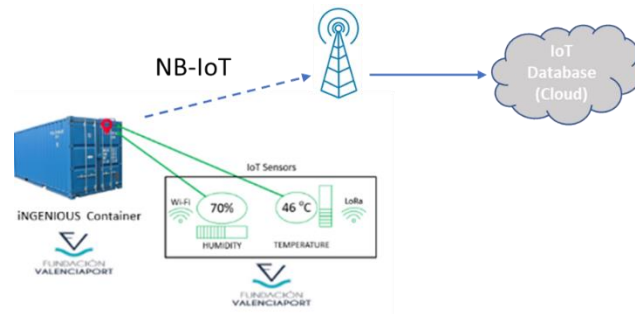 NB-IoT
IoT
Database
(Cloud)
IoT Sensors
Wi-Fi
70%
46 °C
LoRa
HUMIDITY
TEMPERATURE
iNGENIOUS Container
FUNDACIÓN
VALENCIAPORT
FUNDACIÓN
VALENCIAPORT